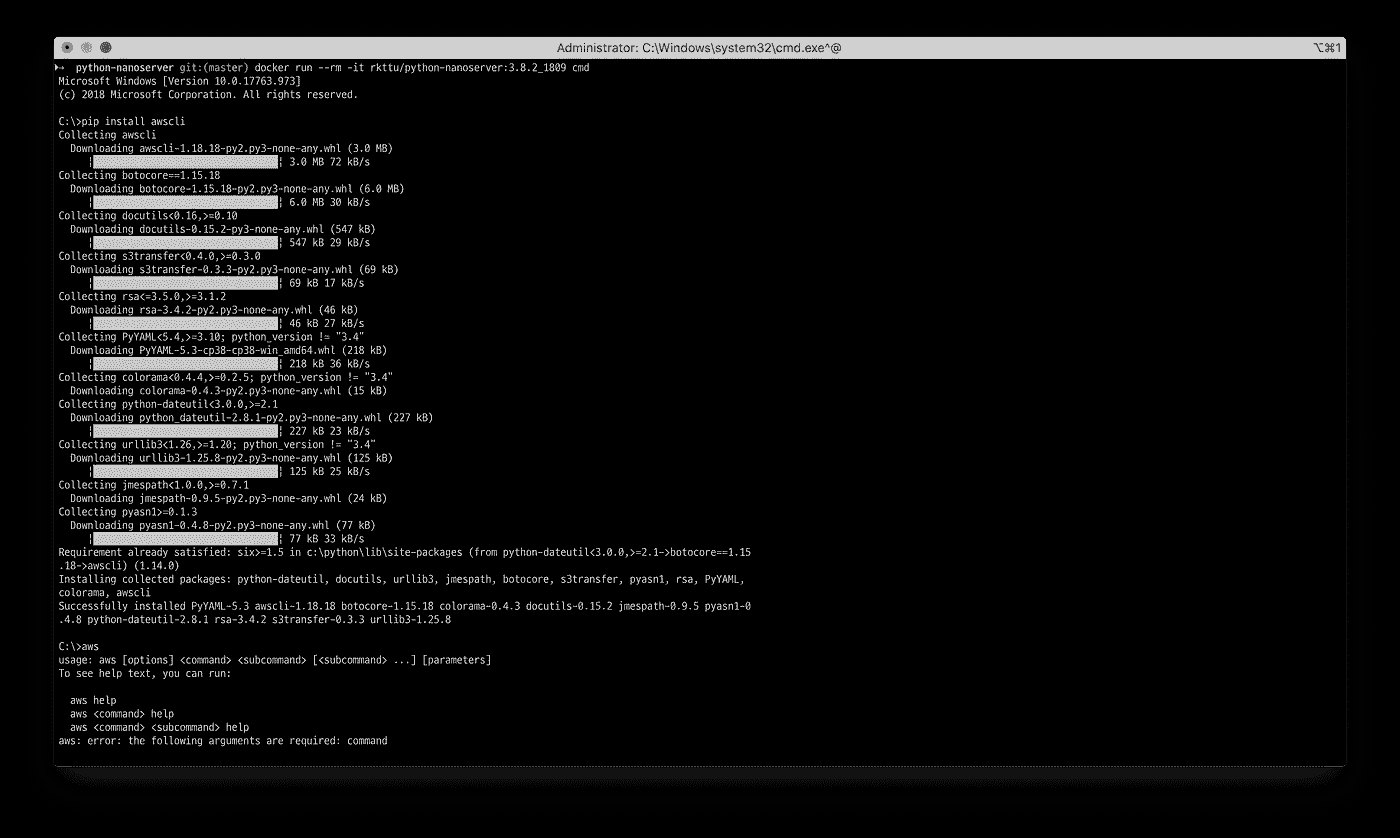 Administrator: C:\Windows\system32\cmd.exe^@
⌥⌘1
→ python-nanoserver git:(master) docker run --rm -it rkttu/python-nanoserver:3.8.2_1809 cmd
Microsoft Windows [Version 10.0.17763.973]
(c) 2018 Microsoft Corporation. All rights reserved.
C:\>pip install awscli
Collecting awscli
Downloading awscli-1.18.18-py2.py3-none-any.whl (3.0 MB)
3.0 MB 72 kB/s
Collecting botocore==1.15.18
Downloading botocore-1.15.18-py2.py3-none-any.whl (6.0 MB)
6.0 MB 30 kB/s
Collecting docutils<0.16,>=0.10
Downloading docutils-0.15.2-py3-none-any.whl (547 kB)
547 kB 29 kB/s
Collecting s3transfer<0.4.0,>=0.3.0
Downloading s3transfer-0.3.3-py2.py3-none-any.whl (69 kB)
69 kB 17 kB/s
Collecting rsa<=3.5.0,>=3.1.2
Downloading rsa-3.4.2-py2.py3-none-any.whl (46 kB)
46 kB 27 kB/s
Collecting PyYAML<5.4,>=3.10; python_version != "3.4"
Downloading PyYAML-5.3-cp38-cp38-win_amd64.whl (218 kB)
218 kB 36 kB/s
Collecting colorama<0.4.4,>=0.2.5; python_version != "3.4"
Downloading colorama-0.4.3-py2.py3-none-any.whl (15 kB)
Collecting python-dateutil<3.0.0,>=2.1
Downloading python_dateutil-2.8.1-py2.py3-none-any.whl (227 kB)
227 kB 23 kB/s
Collecting urllib3<1.26,>=1.20; python_version != "3.4"
Downloading urllib3-1.25.8-py2.py3-none-any.whl (125 kB)
125 kB 25 kB/s
Collecting jmespath<1.0.0,>=0.7.1
Downloading jmespath-0.9.5-py2.py3-none-any.whl (24 kB)
Collecting pyasn1>=0.1.3
Downloading pyasn1-0.4.8-py2.py3-none-any.whl (77 kB)
77 kB 33 kB/s
Requirement already satisfied: six>=1.5 in c:\python\lib\site-packages (from python-dateutil<3.0.0,>=2.1->botocore==1.15
.18->awscli) (1.14.0)
Installing collected packages: python-dateutil, docutils, urllib3, jmespath, botocore, s3transfer, pyasn1, rsa, PyYAML,
colorama, awscli
Successfully installed PyYAML-5.3 awscli-1.18.18 botocore-1.15.18 colorama-0.4.3 docutils-0.15.2 jmespath-0.9.5 pyasn1-0
.4.8 python-dateutil-2.8.1 rsa-3.4.2 s3transfer-0.3.3 urllib3-1.25.8
C:\>aws
usage: aws [options] <command> <subcommand> [<subcommand> ...] [parameters]
To see help text, you can run:
aws help
aws <command> help
aws <command> <subcommand> help
aws: error: the following arguments are required: command